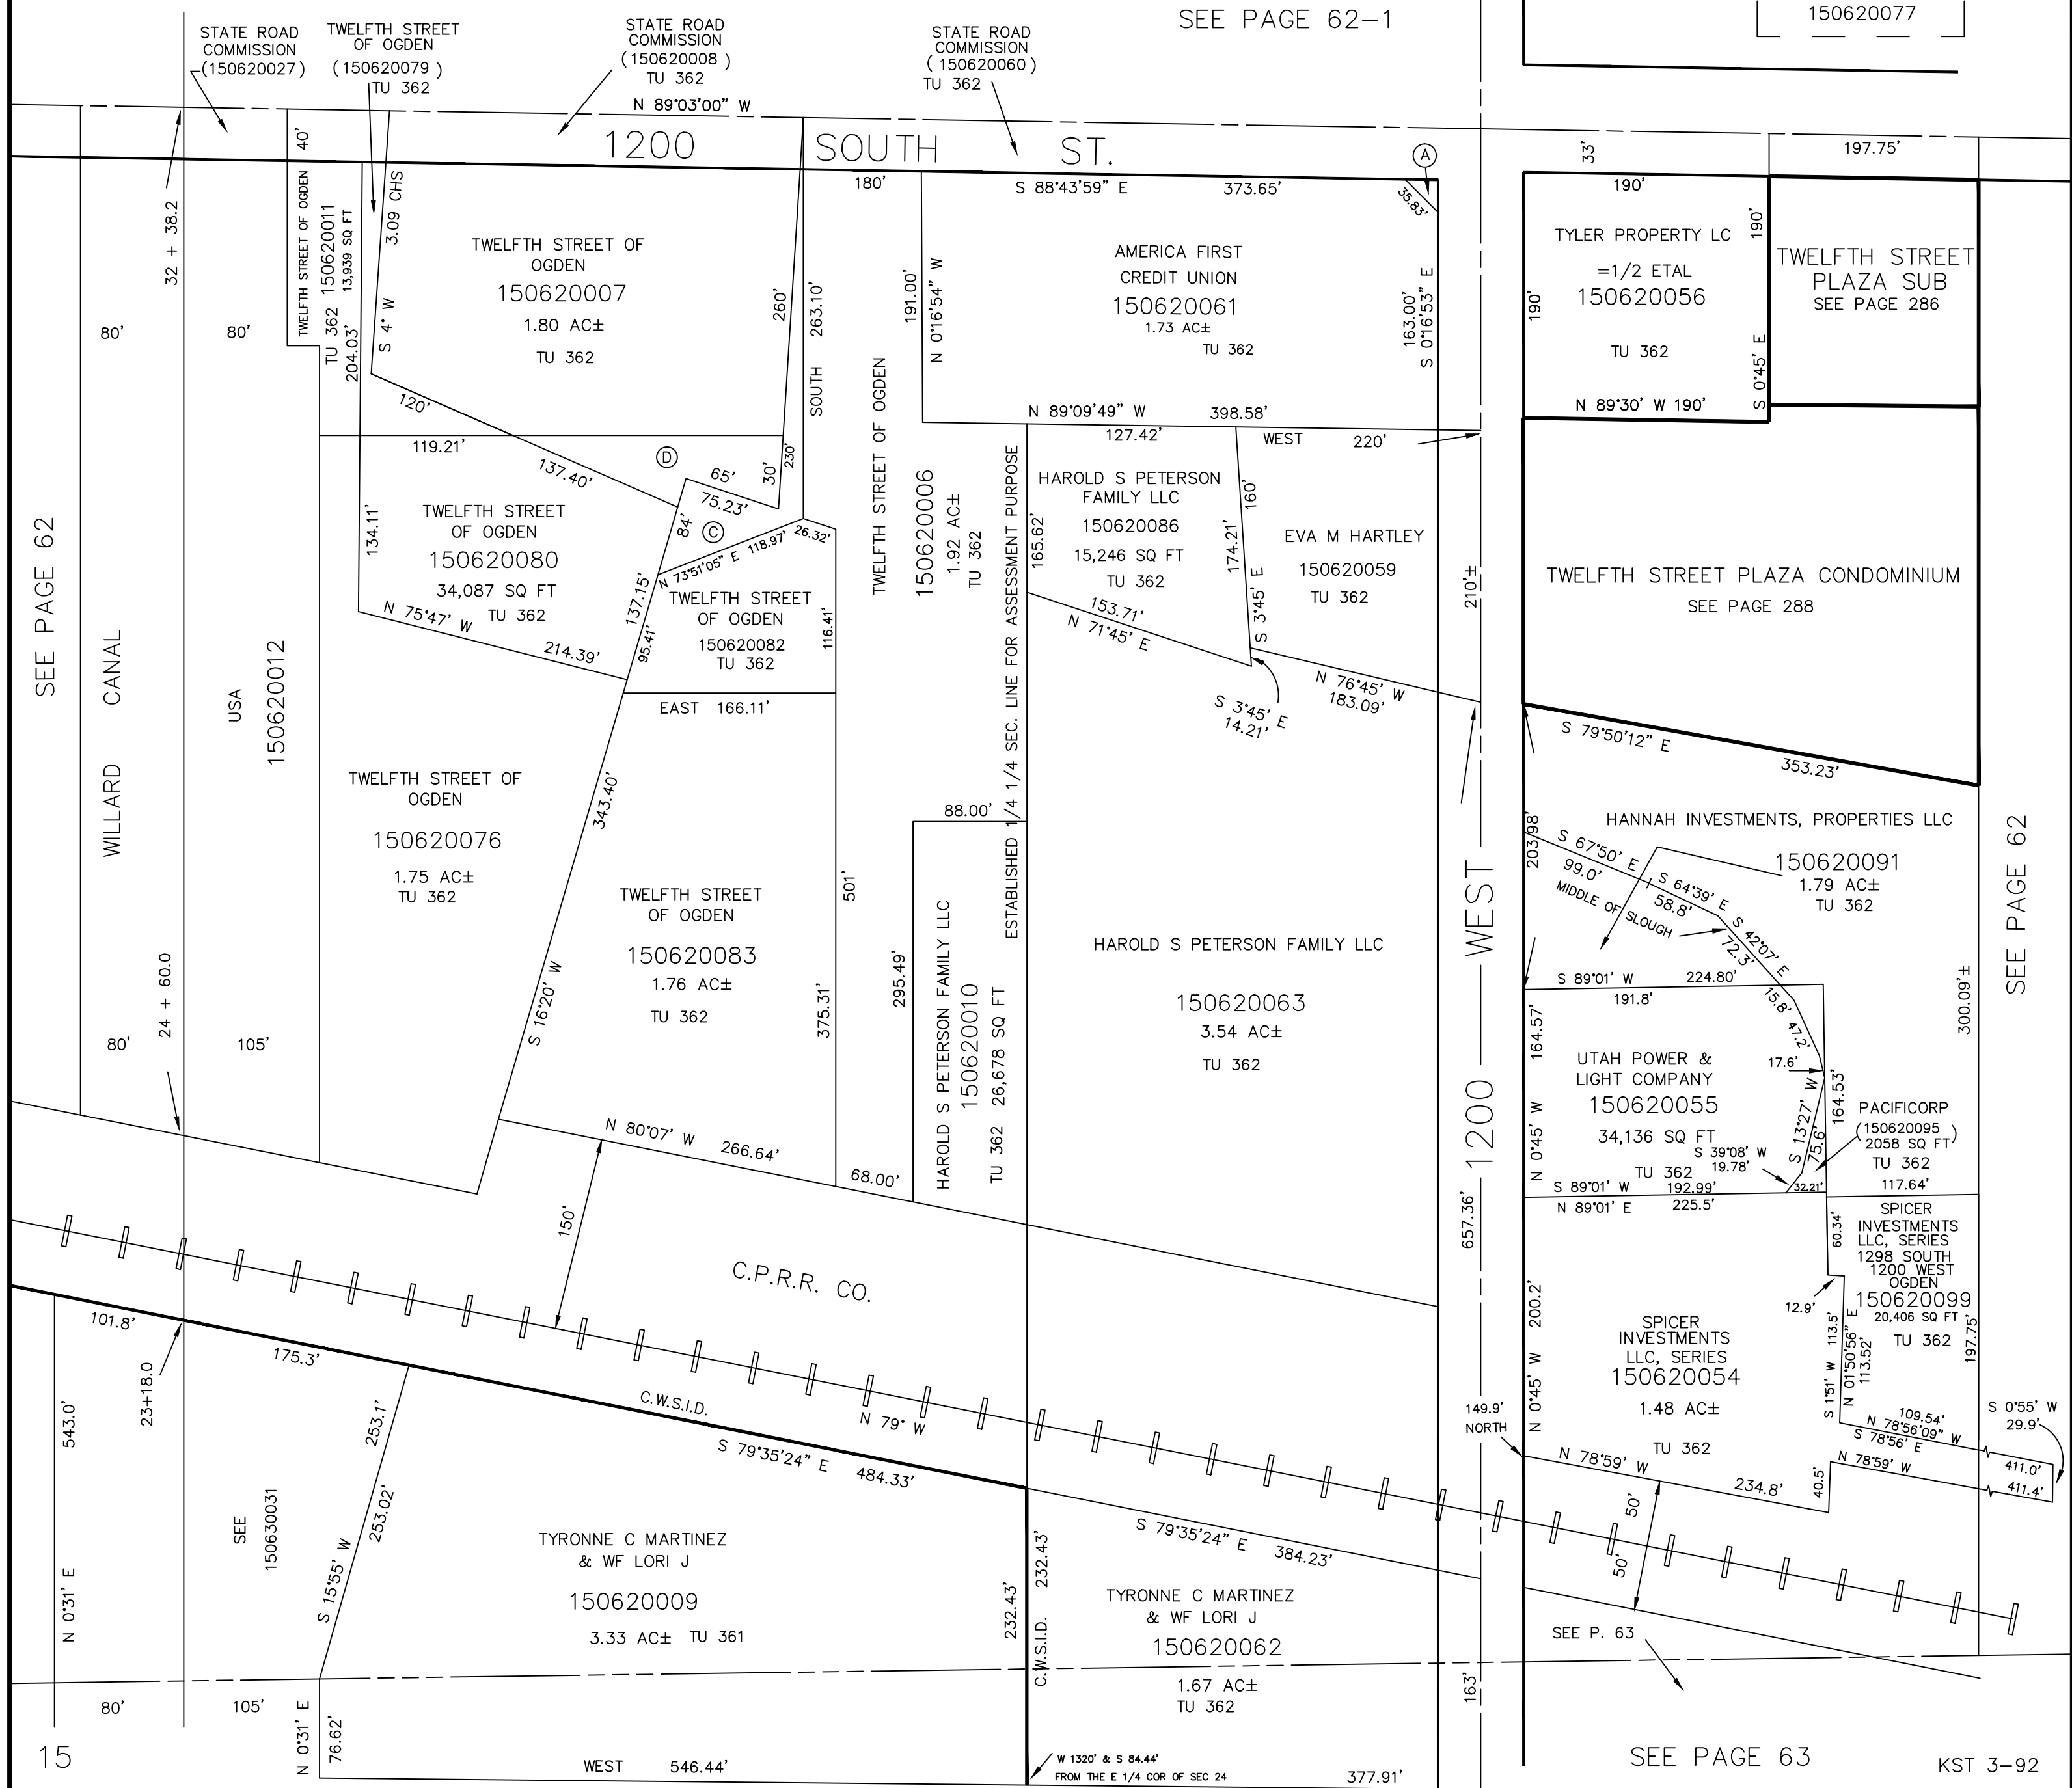 SEE PAGE 62-1
150620077
STATE ROAD
COMMISSION
(150620027)
TWELFTH STREET
OF OGDEN
(150620079 )
TU 362
STATE ROAD
COMMISSION
(150620008 )
TU 362
STATE ROAD
COMMISSION
( 150620060)
TU 362
N 89°03'00" W
1200 SOUTH ST.
40'
33'
197.75'
A
32 + 38.2
3.09 CHS
S 4° W
TWELFTH STREET OF OGDEN
TU 362 150620011
13,939 SQ FT
204.03'
TWELFTH STREET OF
OGDEN
150620007
1.80 AC±
TU 362
260'
263.10'
SOUTH
180'
S 88°43'59" E 373.65'
35.83'
191.00'
N 0°16'54" W
AMERICA FIRST
CREDIT UNION
150620061
1.73 AC±
TU 362
163.00'
S 0°16'53" E
190'
190'
190'
TYLER PROPERTY LC
=1/2 ETAL
150620056
TU 362
S 0°45' E
N 89°30' W 190'
TWELFTH STREET
PLAZA SUB
SEE PAGE 286
80'
80'
120'
119.21'
137.40'
D
65'
75.23'
30'
230'
84'
C
N 73°51'05" E 118.97'
26.32'
N 89°09'49" W 398.58'
127.42'
WEST 220'
SEE PAGE 62
WILLARD CANAL
USA
150620012
134.11'
TWELFTH STREET
OF OGDEN
150620080
34,087 SQ FT
TU 362
N 75°47' W
214.39'
137.15'
95.41'
TWELFTH STREET
OF OGDEN
150620082
TU 362
116.41'
EAST 166.11'
TWELFTH STREET OF OGDEN
150620006
1.92 AC±
TU 362
ESTABLISHED 1/4 1/4 SEC. LINE FOR ASSESSMENT PURPOSE
165.62'
HAROLD S PETERSON
FAMILY LLC
150620086
15,246 SQ FT
TU 362
153.71'
N 71°45' E
160'
174.21'
S 3°45' E
EVA M HARTLEY
150620059
TU 362
210'±
S 3°45' E
14.21'
N 76°45' W
183.09'
TWELFTH STREET PLAZA CONDOMINIUM
SEE PAGE 288
S 79°50'12" E
353.23'
TWELFTH STREET OF
OGDEN
150620076
1.75 AC±
TU 362
343.40'
S 16°20' W
TWELFTH STREET
OF OGDEN
150620083
1.76 AC±
TU 362
501'
375.31'
88.00'
295.49'
HAROLD S PETERSON FAMILY LLC
150620010
TU 362 26,678 SQ FT
HAROLD S PETERSON FAMILY LLC
150620063
3.54 AC±
TU 362
1200 WEST
657.36'
203.98'
HANNAH INVESTMENTS, PROPERTIES LLC
150620091
1.79 AC±
TU 362
S 67°50' E
99.0'
MIDDLE OF SLOUGH
S 64°39' E
58.8'
S 42°07' E
72.3'
15.8'
47.2'
17.6'
S 89°01' W 224.80'
191.8'
SEE PAGE 62
300.09'±
164.57'
N 0°45' W
UTAH POWER &
LIGHT COMPANY
150620055
34,136 SQ FT
TU 362
S 13°27' W
75.6'
164.53'
S 39°08' W
19.78'
PACIFICORP
(150620095
2058 SQ FT)
TU 362
S 89°01' W 192.99'
32.21'
117.64'
N 89°01' E 225.5'
24 + 60.0
80'
105'
N 80°07' W 266.64'
68.00'
150'
C.P.R.R. CO.
60.34'
SPICER
INVESTMENTS
LLC, SERIES
1298 SOUTH
1200 WEST
OGDEN
150620099
20,406 SQ FT
TU 362
12.9'
113.5'
S 1°51' W
N 01°50'56" E
113.52'
197.75'
200.2'
N 0°45' W
SPICER
INVESTMENTS
LLC, SERIES
150620054
1.48 AC±
TU 362
149.9'
NORTH
N 78°59' W
234.8'
40.5'
109.54'
N 78°56'09" W
S 78°56' E
N 78°59' W
S 0°55' W
29.9'
411.0'
411.4'
101.8'
175.3'
23+18.0
543.0'
N 0°31' E
253.1'
253.02'
S 15°55' W
SEE
150630031
C.W.S.I.D.
N 79° W
S 79°35'24" E 484.33'
50'
50'
TYRONNE C MARTINEZ
& WF LORI J
150620009
3.33 AC± TU 361
232.43'
232.43'
C.W.S.I.D.
S 79°35'24" E 384.23'
TYRONNE C MARTINEZ
& WF LORI J
150620062
1.67 AC±
TU 362
163'
SEE P. 63
80'
105'
N 0°31' E
76.62'
15
WEST 546.44'
W 1320' & S 84.44'
FROM THE E 1/4 COR OF SEC 24
377.91'
SEE PAGE 63
KST 3-92